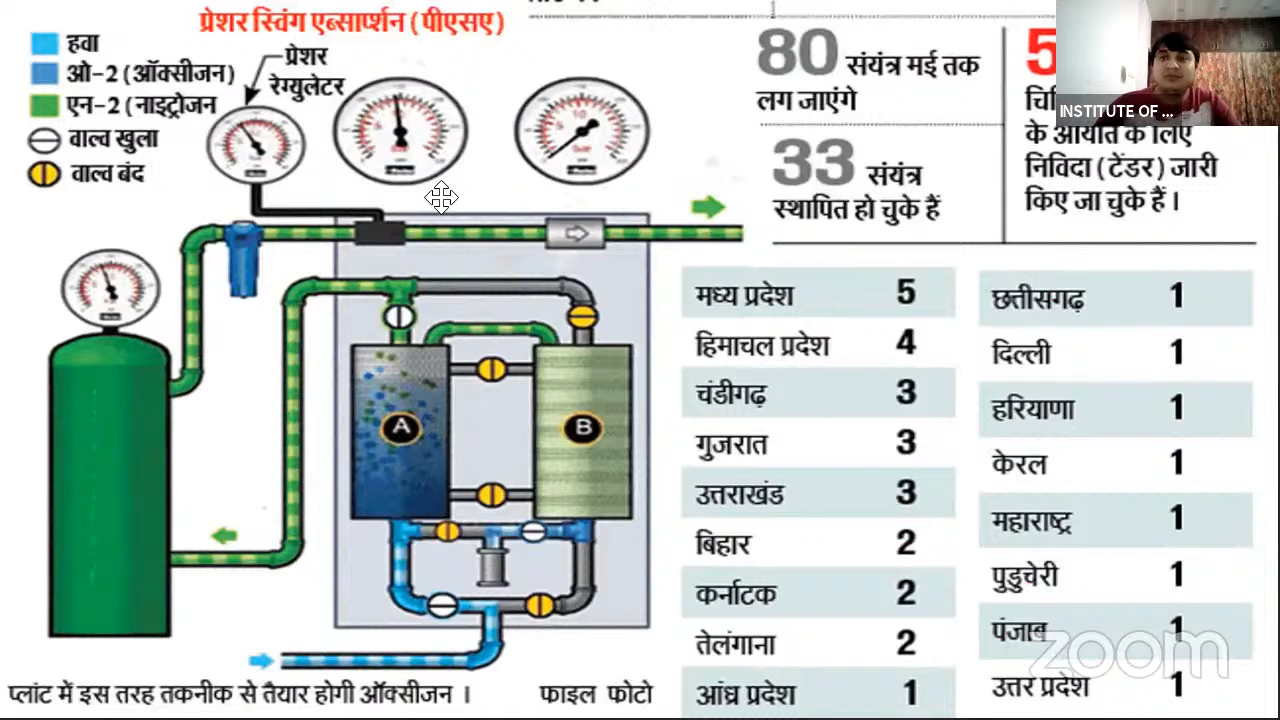 प्रेशर स्विंग एब्सार्प्शन (पीएसए)
हवा
ओ-2 (ऑक्सीजन)
एन-2 (नाइट्रोजन
वाल्व खुला
वाल्व बंद
प्रेशर
रेग्युलेटर
80 संयंत्र मई तक
लग जाएंगे
33 संयंत्र
स्थापित हो चुके हैं
5
के आयात के लिए
निविदा (टेंडर) जारी
किए जा चुके हैं।
INSTITUTE OF ...
A
B
मध्य प्रदेश 5
हिमाचल प्रदेश 4
चंडीगढ़ 3
गुजरात 3
उत्तराखंड 3
बिहार 2
कर्नाटक 2
तेलंगाना 2
आंध्र प्रदेश 1
छत्तीसगढ़ 1
दिल्ली 1
हरियाणा 1
केरल 1
महाराष्ट्र 1
पुडुचेरी 1
पंजाब 1
उत्तर प्रदेश 1
zoom
प्लांट में इस तरह तकनीक से तैयार होगी ऑक्सीजन।
फाइल फोटो